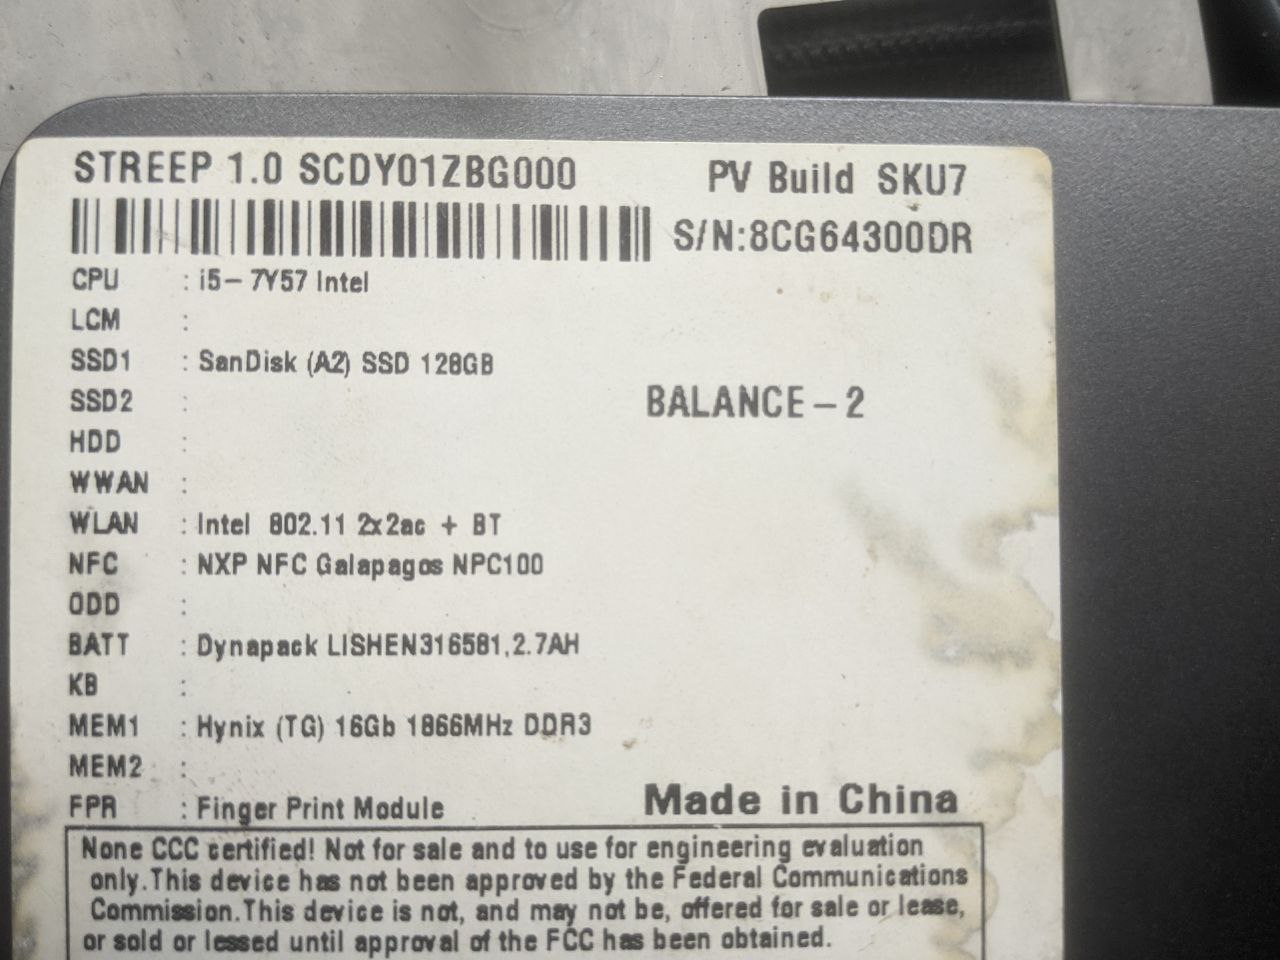 STREEP 1.0 SCDY01ZBG000 PV Build SKU7
S/N:8CG64300DR
CPU : i5-7Y57 Intel
LCM :
SSD1 : SanDisk (A2) SSD 128GB
SSD2 :
BALANCE-2
HDD :
WWAN :
WLAN : Intel 802.11 2x2ac + BT
NFC : NXP NFC Galapagos NPC100
ODD :
BATT : Dynapack LISHEN316581,2.7AH
KB :
MEM1 : Hynix (TG) 16Gb 1866MHz DDR3
MEM2 :
FPR : Finger Print Module
Made in China
None CCC certified! Not for sale and to use for engineering evaluation
only.This device has not been approved by the Federal Communications
Commission.This device is not, and may not be, offered for sale or lease,
or sold or lessed until approval of the FCC has been obtained.